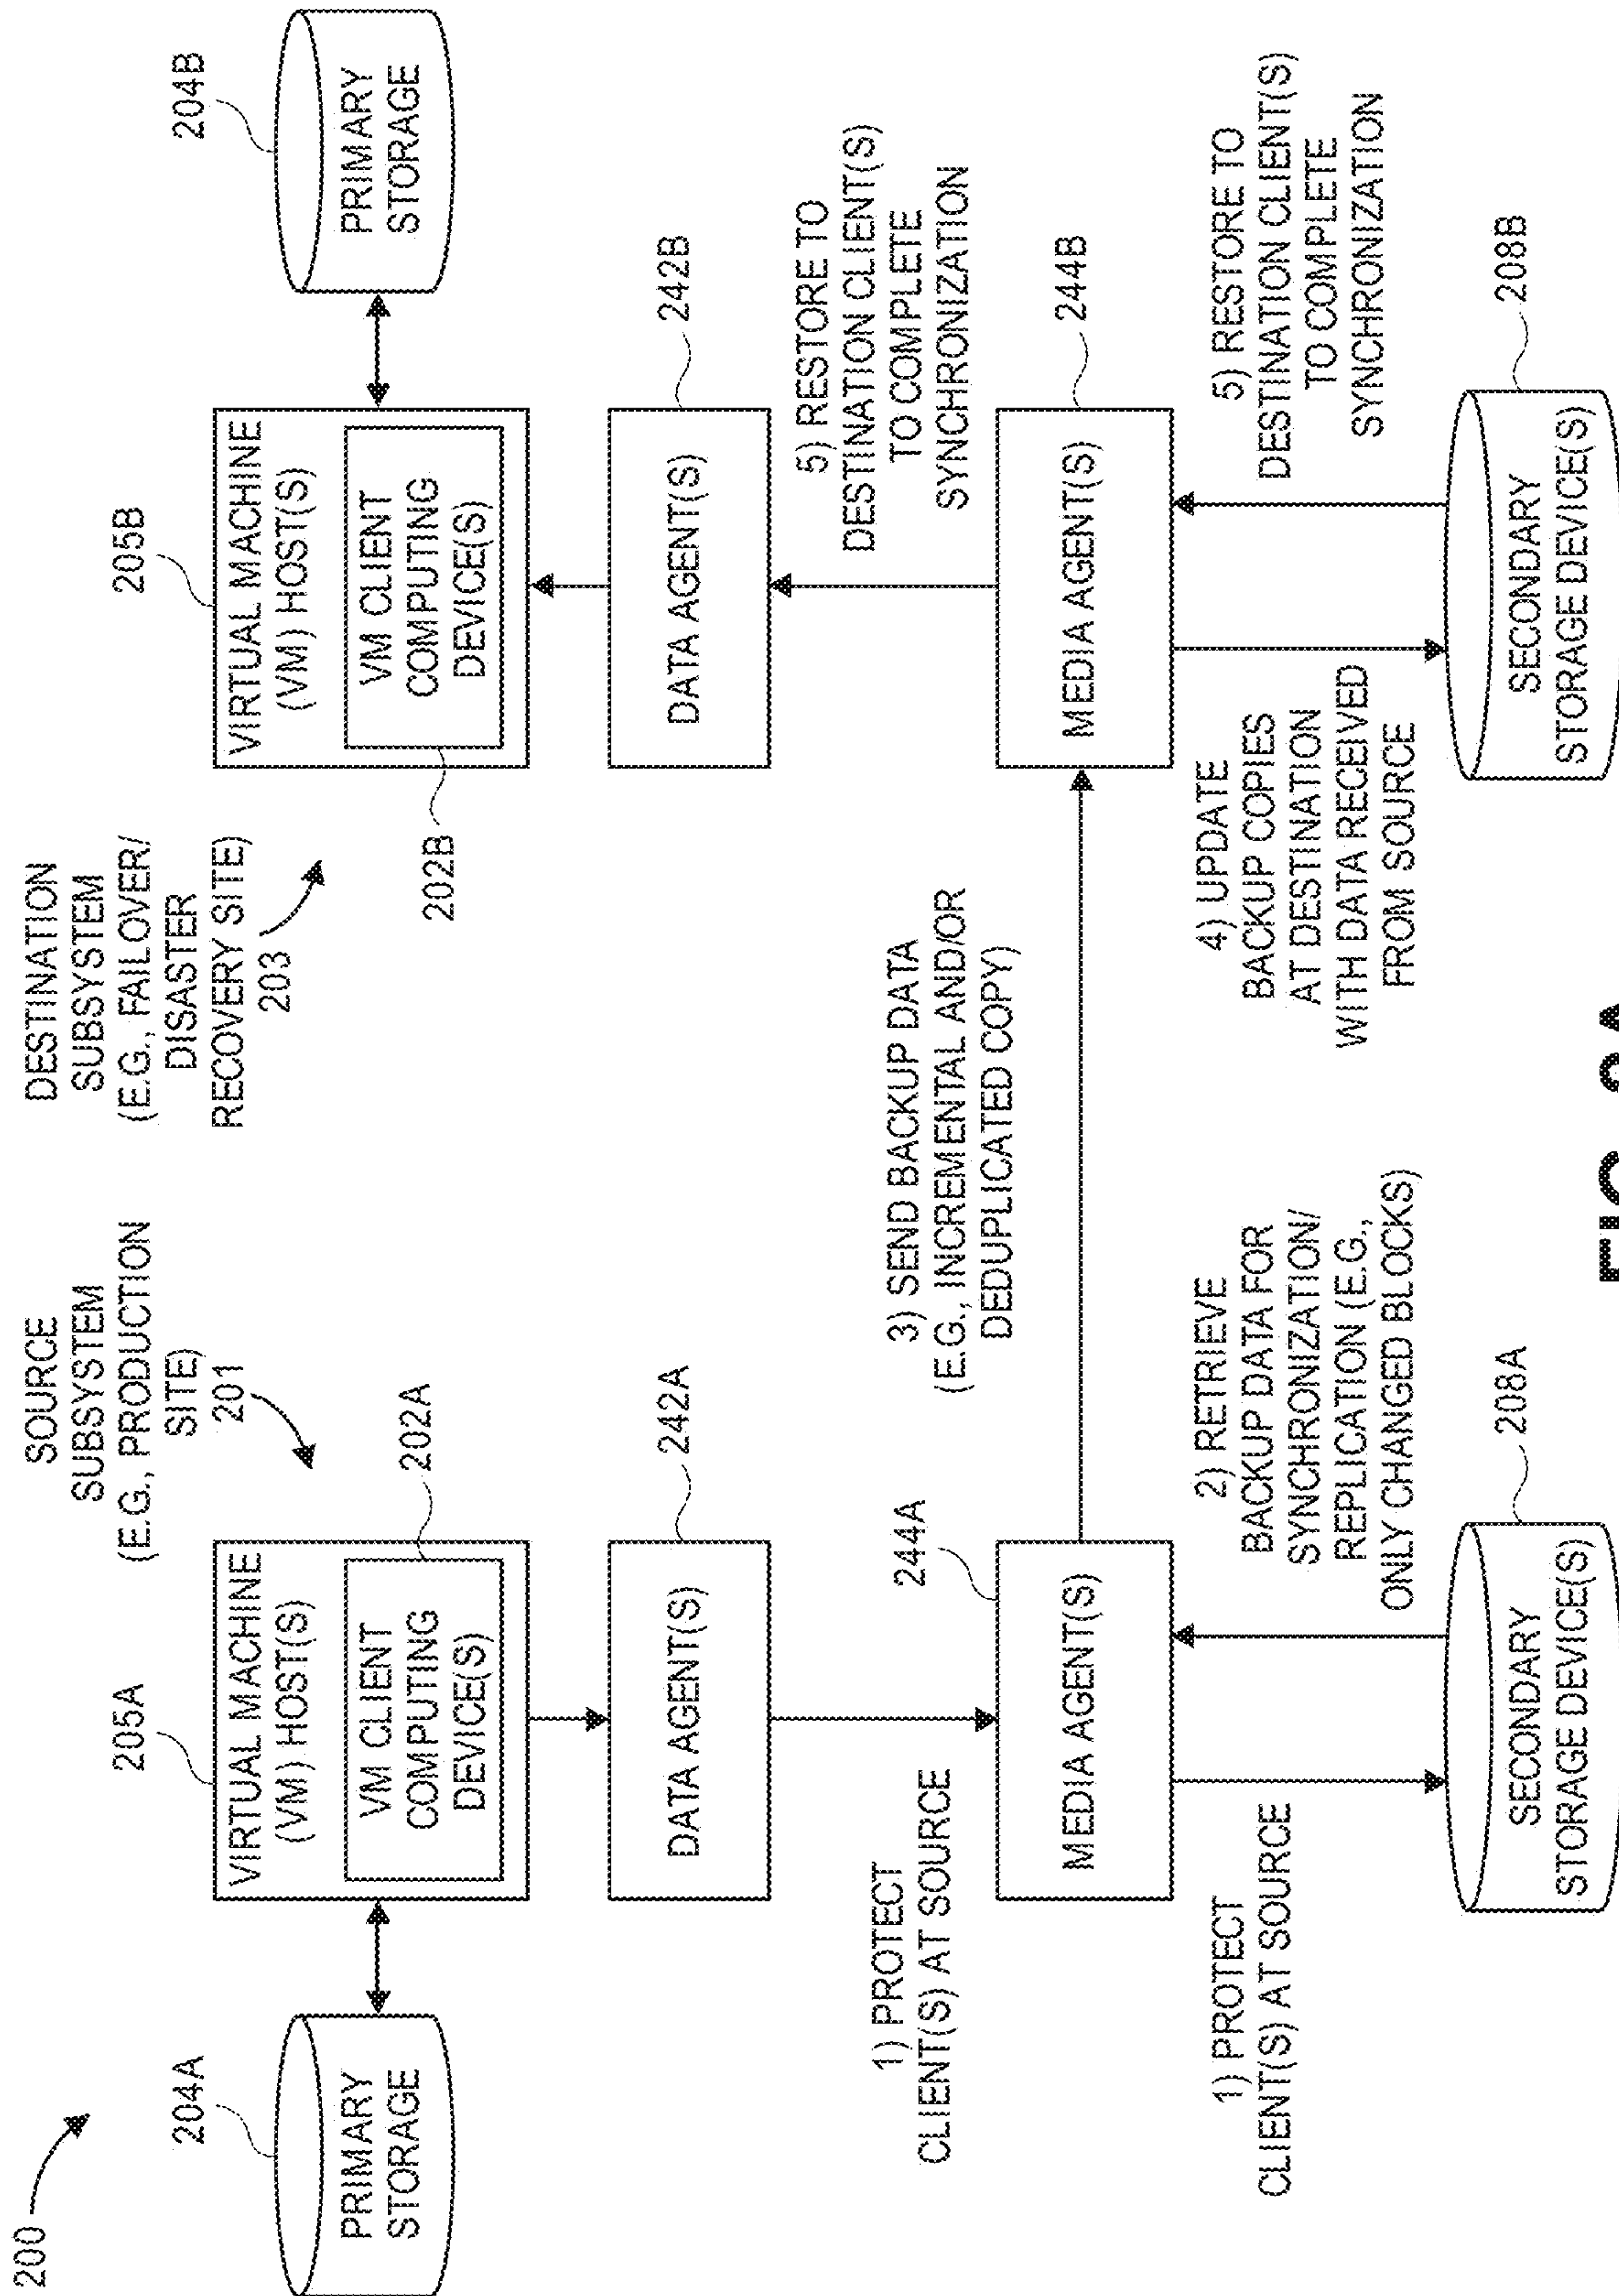 200
SOURCE
SUBSYSTEM
(E.G., PRODUCTION
SITE)
201
DESTINATION
SUBSYSTEM
(E.G., FAILOVER/
DISASTER
RECOVERY SITE)
203
204A
PRIMARY
STORAGE
205A
VIRTUAL MACHINE
(VM) HOST(S)
VM CLIENT
COMPUTING
DEVICE(S)
202A
205B
VIRTUAL MACHINE
(VM) HOST(S)
VM CLIENT
COMPUTING
DEVICE(S)
202B
204B
PRIMARY
STORAGE
DATA AGENT(S)
242A
DATA AGENT(S)
242B
1) PROTECT
CLIENT(S) AT SOURCE
3) SEND BACKUP DATA
(E.G., INCREMENTAL AND/OR
DEDUPLICATED COPY)
5) RESTORE TO
DESTINATION CLIENT(S)
TO COMPLETE
SYNCHRONIZATION
244A
MEDIA AGENT(S)
MEDIA AGENT(S)
244B
1) PROTECT
CLIENT(S) AT SOURCE
2) RETRIEVE
BACKUP DATA FOR
SYNCHRONIZATION/
REPLICATION (E.G.,
ONLY CHANGED BLOCKS)
4) UPDATE
BACKUP COPIES
AT DESTINATION
WITH DATA RECEIVED
FROM SOURCE
5) RESTORE TO
DESTINATION CLIENT(S)
TO COMPLETE
SYNCHRONIZATION
SECONDARY
STORAGE DEVICE(S)
208A
SECONDARY
STORAGE DEVICE(S)
208B